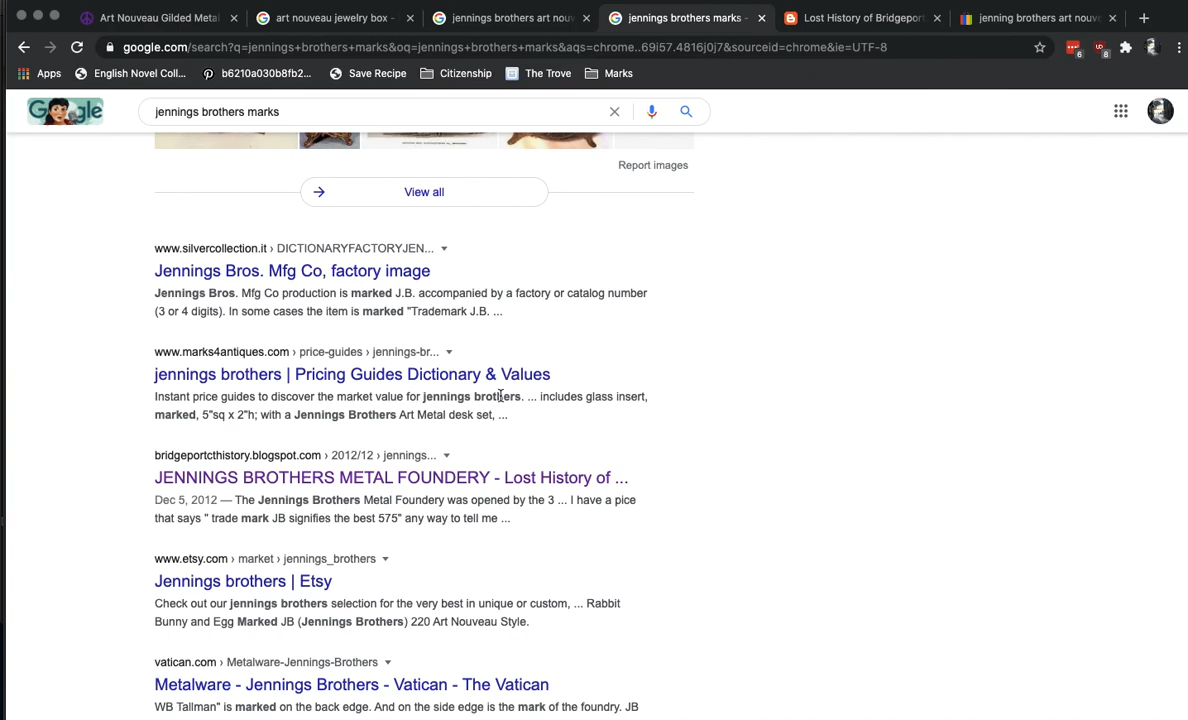 Art Nouveau Gilded Metal
art nouveau jewelry box -
jennings brothers art nouv
jennings brothers marks -
Lost History of Bridgeport
jenning brothers art nouv
google.com/search?q=jennings+brothers+marks&oq=jennings+brothers+marks&aqs=chrome..69i57.4816j0j7&sourceid=chrome&ie=UTF-8
6
8
Apps
English Novel Coll...
b6210a030b8fb2...
Save Recipe
Citizenship
The Trove
Marks
Google
jennings brothers marks
Report images
View all
www.silvercollection.it › DICTIONARYFACTORYJEN...
Jennings Bros. Mfg Co, factory image
Jennings Bros. Mfg Co production is marked J.B. accompanied by a factory or catalog number
(3 or 4 digits). In some cases the item is marked "Trademark J.B. ...
www.marks4antiques.com › price-guides › jennings-br...
jennings brothers | Pricing Guides Dictionary & Values
Instant price guides to discover the market value for jennings brothers. ... includes glass insert,
marked, 5"sq x 2"h; with a Jennings Brothers Art Metal desk set, ...
bridgeportcthistory.blogspot.com › 2012/12 › jennings...
JENNINGS BROTHERS METAL FOUNDERY - Lost History of ...
Dec 5, 2012 — The Jennings Brothers Metal Foundery was opened by the 3 ... I have a pice
that says " trade mark JB signifies the best 575" any way to tell me ...
www.etsy.com › market › jennings_brothers
Jennings brothers | Etsy
Check out our jennings brothers selection for the very best in unique or custom, ... Rabbit
Bunny and Egg Marked JB (Jennings Brothers) 220 Art Nouveau Style.
vatican.com › Metalware-Jennings-Brothers
Metalware - Jennings Brothers - Vatican - The Vatican
WB Tallman" is marked on the back edge. And on the side edge is the mark of the foundry. JB